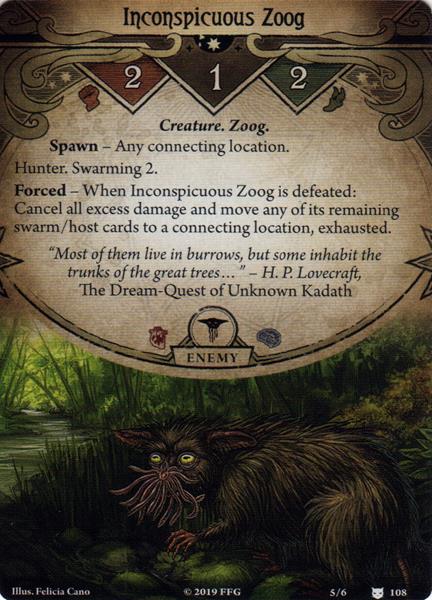 Inconspicuous Zoog
2 1 2
Creature. Zoog.
Spawn – Any connecting location.
Hunter. Swarming 2.
Forced – When Inconspicuous Zoog is defeated:
Cancel all excess damage and move any of its remaining
swarm/host cards to a connecting location, exhausted.
“Most of them live in burrows, but some inhabit the
trunks of the great trees… ” – H. P. Lovecraft,
The Dream-Quest of Unknown Kadath
ENEMY
Illus. Felicia Cano © 2019 FFG 5/6 108